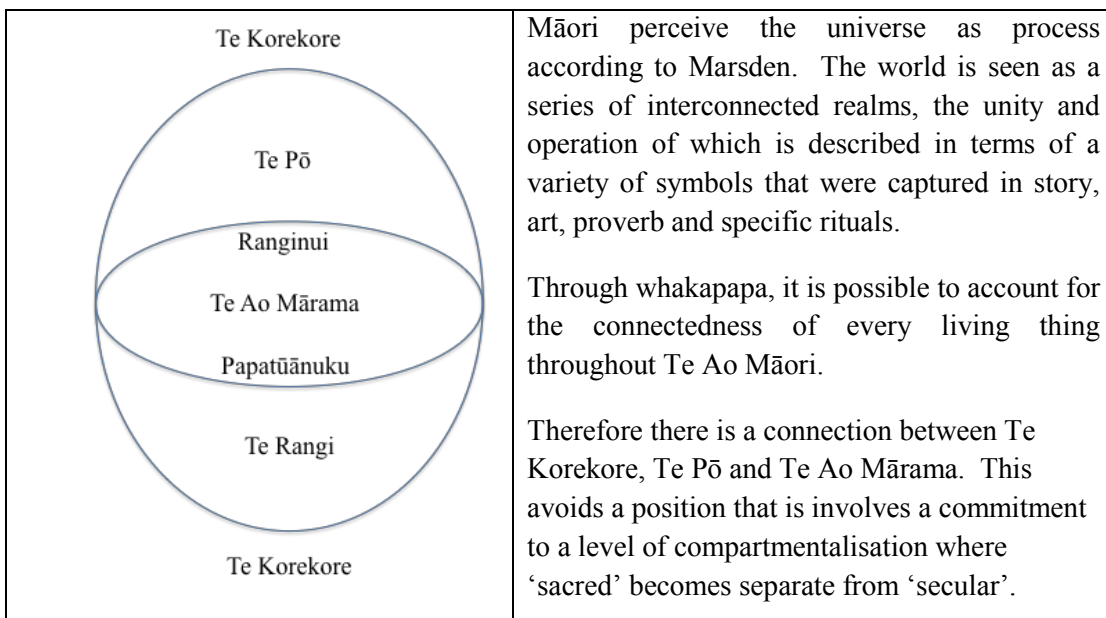 Te Korekore
Te Pō
Ranginui
Te Ao Mārama
Papatūānuku
Te Rangi
Te Korekore
Māori perceive the universe as process
according to Marsden. The world is seen as a
series of interconnected realms, the unity and
operation of which is described in terms of a
variety of symbols that were captured in story,
art, proverb and specific rituals.
Through whakapapa, it is possible to account for
the connectedness of every living thing
throughout Te Ao Māori.
Therefore there is a connection between Te
Korekore, Te Pō and Te Ao Mārama. This
avoids a position that is involves a commitment
to a level of compartmentalisation where
‘sacred’ becomes separate from ‘secular’.